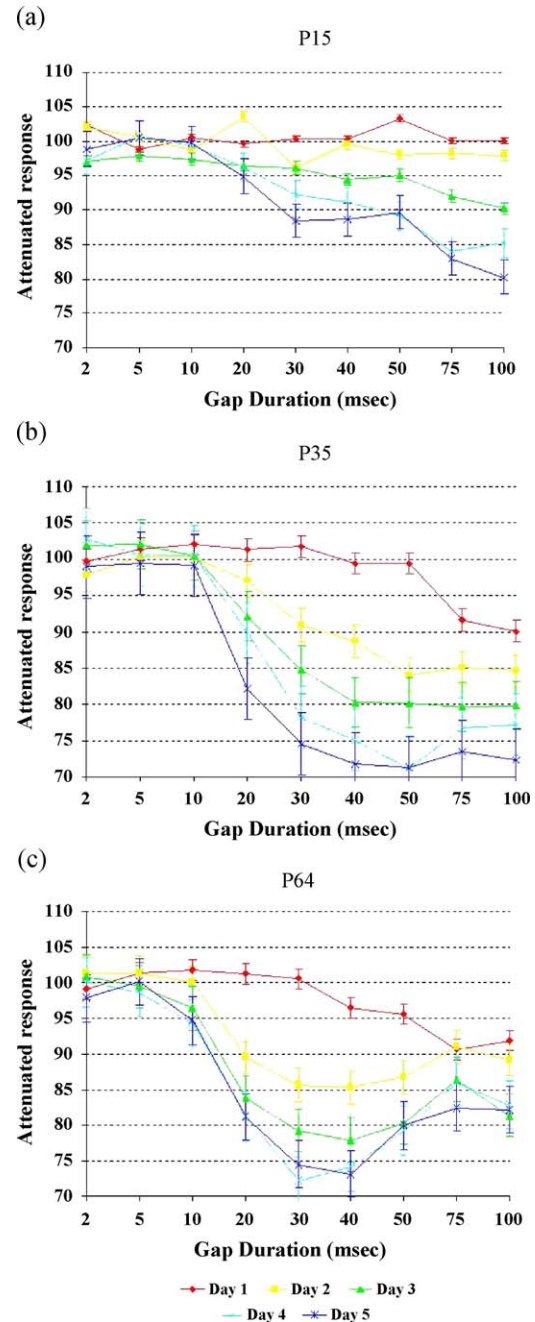 (a)
P15
110
105
100
95
90
85
80
75
70
Attenuated response
2 5 10 20 30 40 50 75 100
Gap Duration (msec)
(b)
P35
110
105
100
95
90
85
80
75
70
Attenuated response
2 5 10 20 30 40 50 75 100
Gap Duration (msec)
(c)
P64
110
105
100
95
90
85
80
75
70
Attenuated response
2 5 10 20 30 40 50 75 100
Gap Duration (msec)
Day 1 Day 2 Day 3
Day 4 Day 5